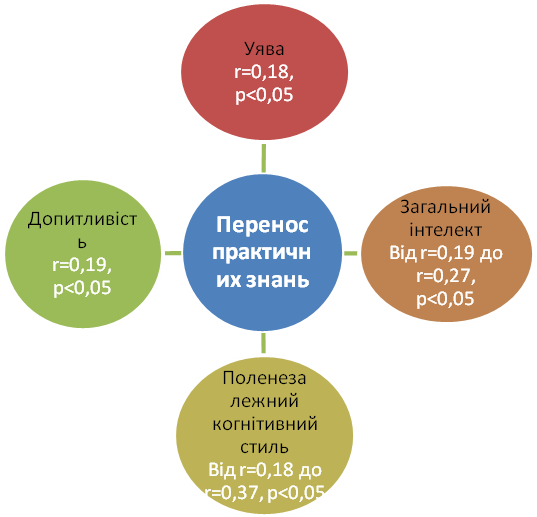 Уява
r=0,18,
p<0,05
Допитливіст
ь
r=0,19,
p<0,05
Перенос
практичн
их знань
Загальний
інтелект
Від r=0,19 до
r=0,27,
p<0,05
Поленеза
лежний
когнітивний
стиль
Від r=0,18 до
r=0,37, p<0,05